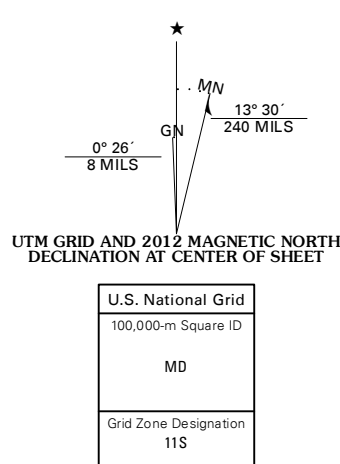 ★
MN
GN
13° 30´
240 MILS
0° 26´
8 MILS
UTM GRID AND 2012 MAGNETIC NORTH
DECLINATION AT CENTER OF SHEET
U.S. National Grid
100,000-m Square ID
MD
Grid Zone Designation
11S